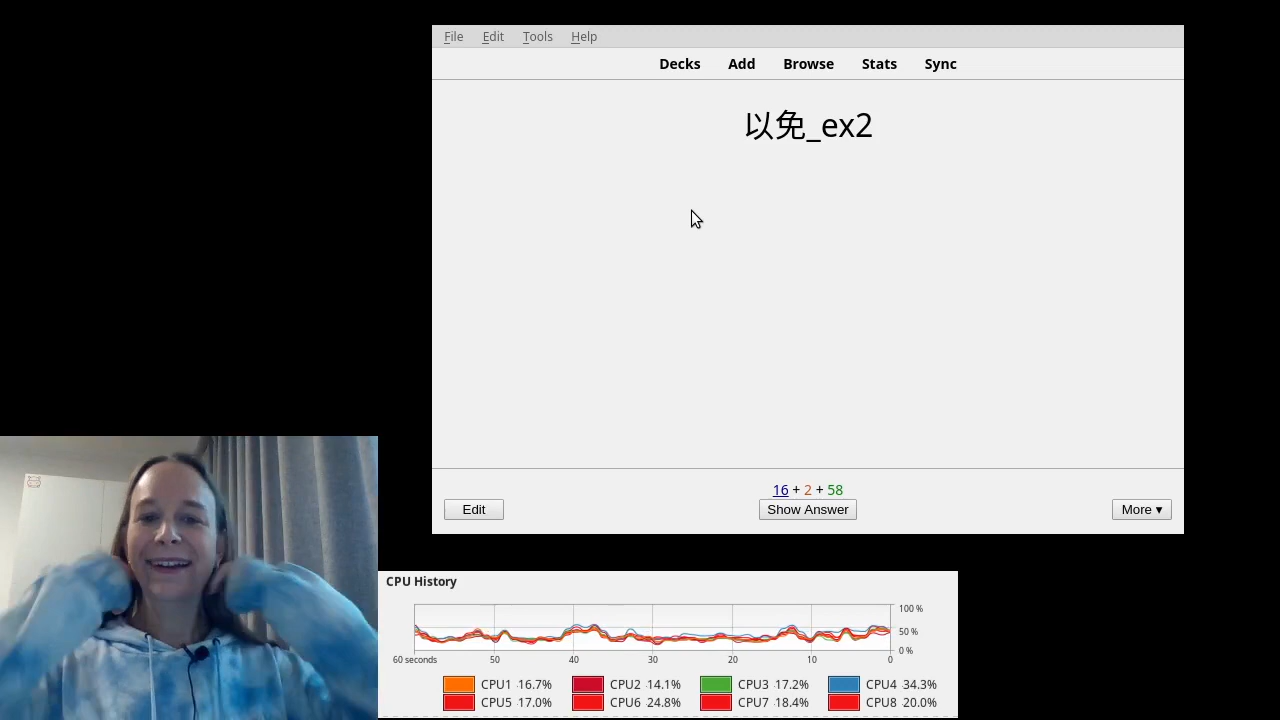 File Edit Tools Help
Decks Add Browse Stats Sync
以免_ex2
16 + 2 + 58
Edit Show Answer More ▾
CPU History
100 %
50 %
0 %
60 seconds 50 40 30 20 10 0
CPU1 16.7% CPU2 14.1% CPU3 17.2% CPU4 34.3%
CPU5 17.0% CPU6 24.8% CPU7 18.4% CPU8 20.0%